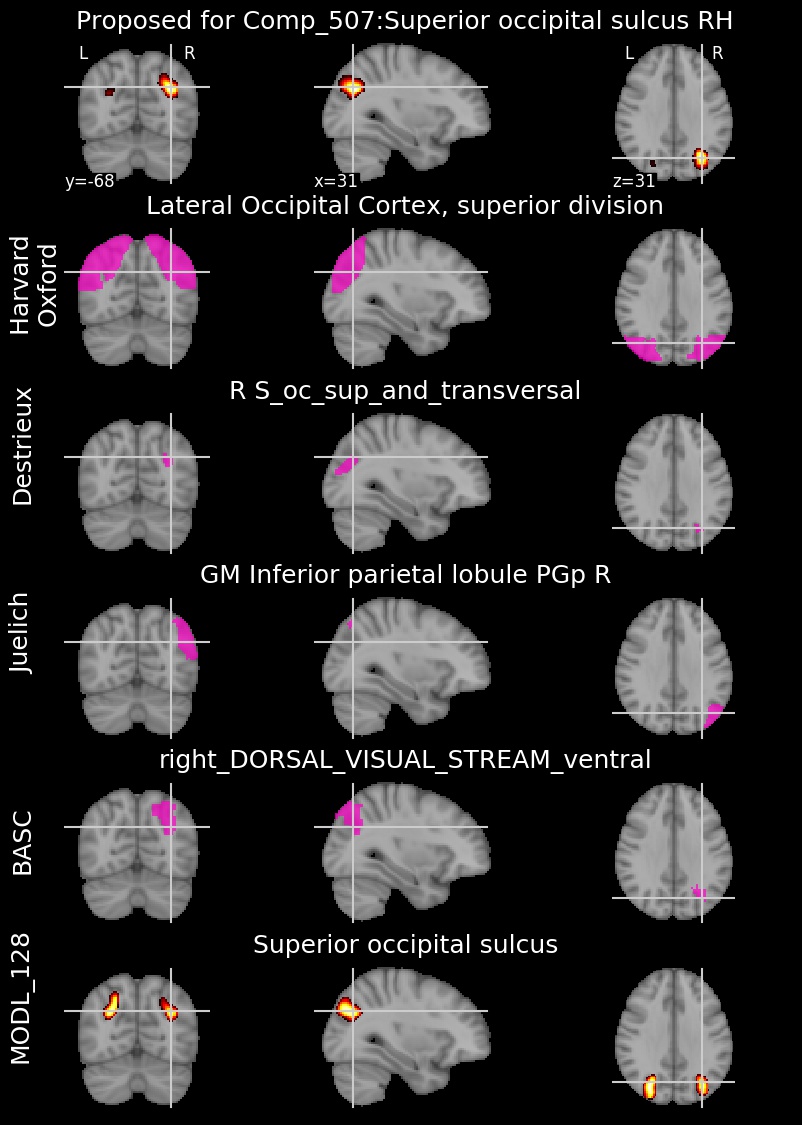 Proposed for Comp_507:Superior occipital sulcus RH
L R
L R
y=-68
x=31
z=31
Lateral Occipital Cortex, superior division
Harvard
Oxford
R S_oc_sup_and_transversal
Destrieux
GM Inferior parietal lobule PGp R
Juelich
right_DORSAL_VISUAL_STREAM_ventral
BASC
Superior occipital sulcus
MODL_128